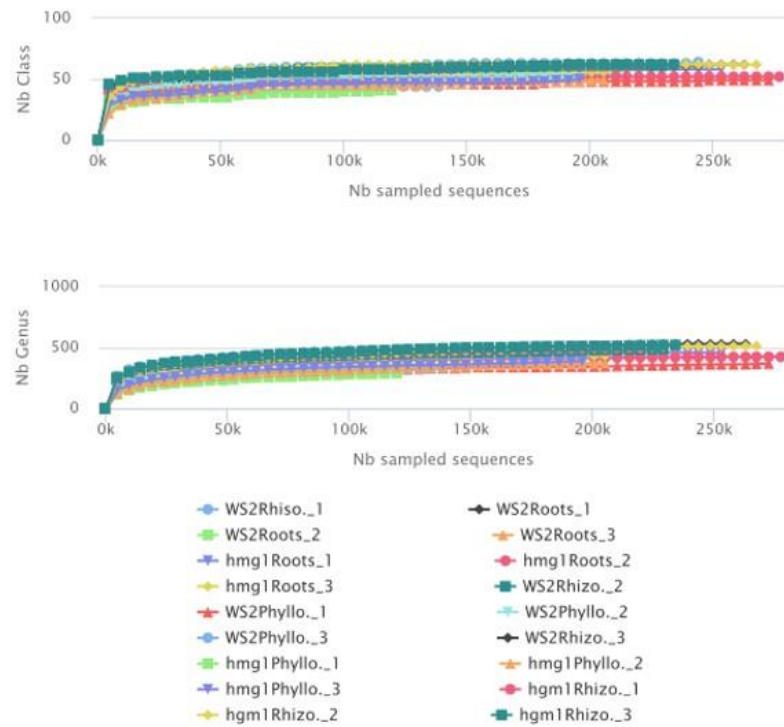 100
50
0
Nb Class
0k 50k 100k 150k 200k 250k
Nb sampled sequences
1000
500
0
Nb Genus
0k 50k 100k 150k 200k 250k
Nb sampled sequences
WS2Rhiso._1 WS2Roots_1
WS2Roots_2 WS2Roots_3
hmg1Roots_1 hmg1Roots_2
hmg1Roots_3 WS2Rhizo._2
WS2Phyllo._1 WS2Phyllo._2
WS2Phyllo._3 WS2Rhizo._3
hmg1Phyllo._1 hmg1Phyllo._2
hmg1Phyllo._3 hgm1Rhizo._1
hgm1Rhizo._2 hgm1Rhizo._3